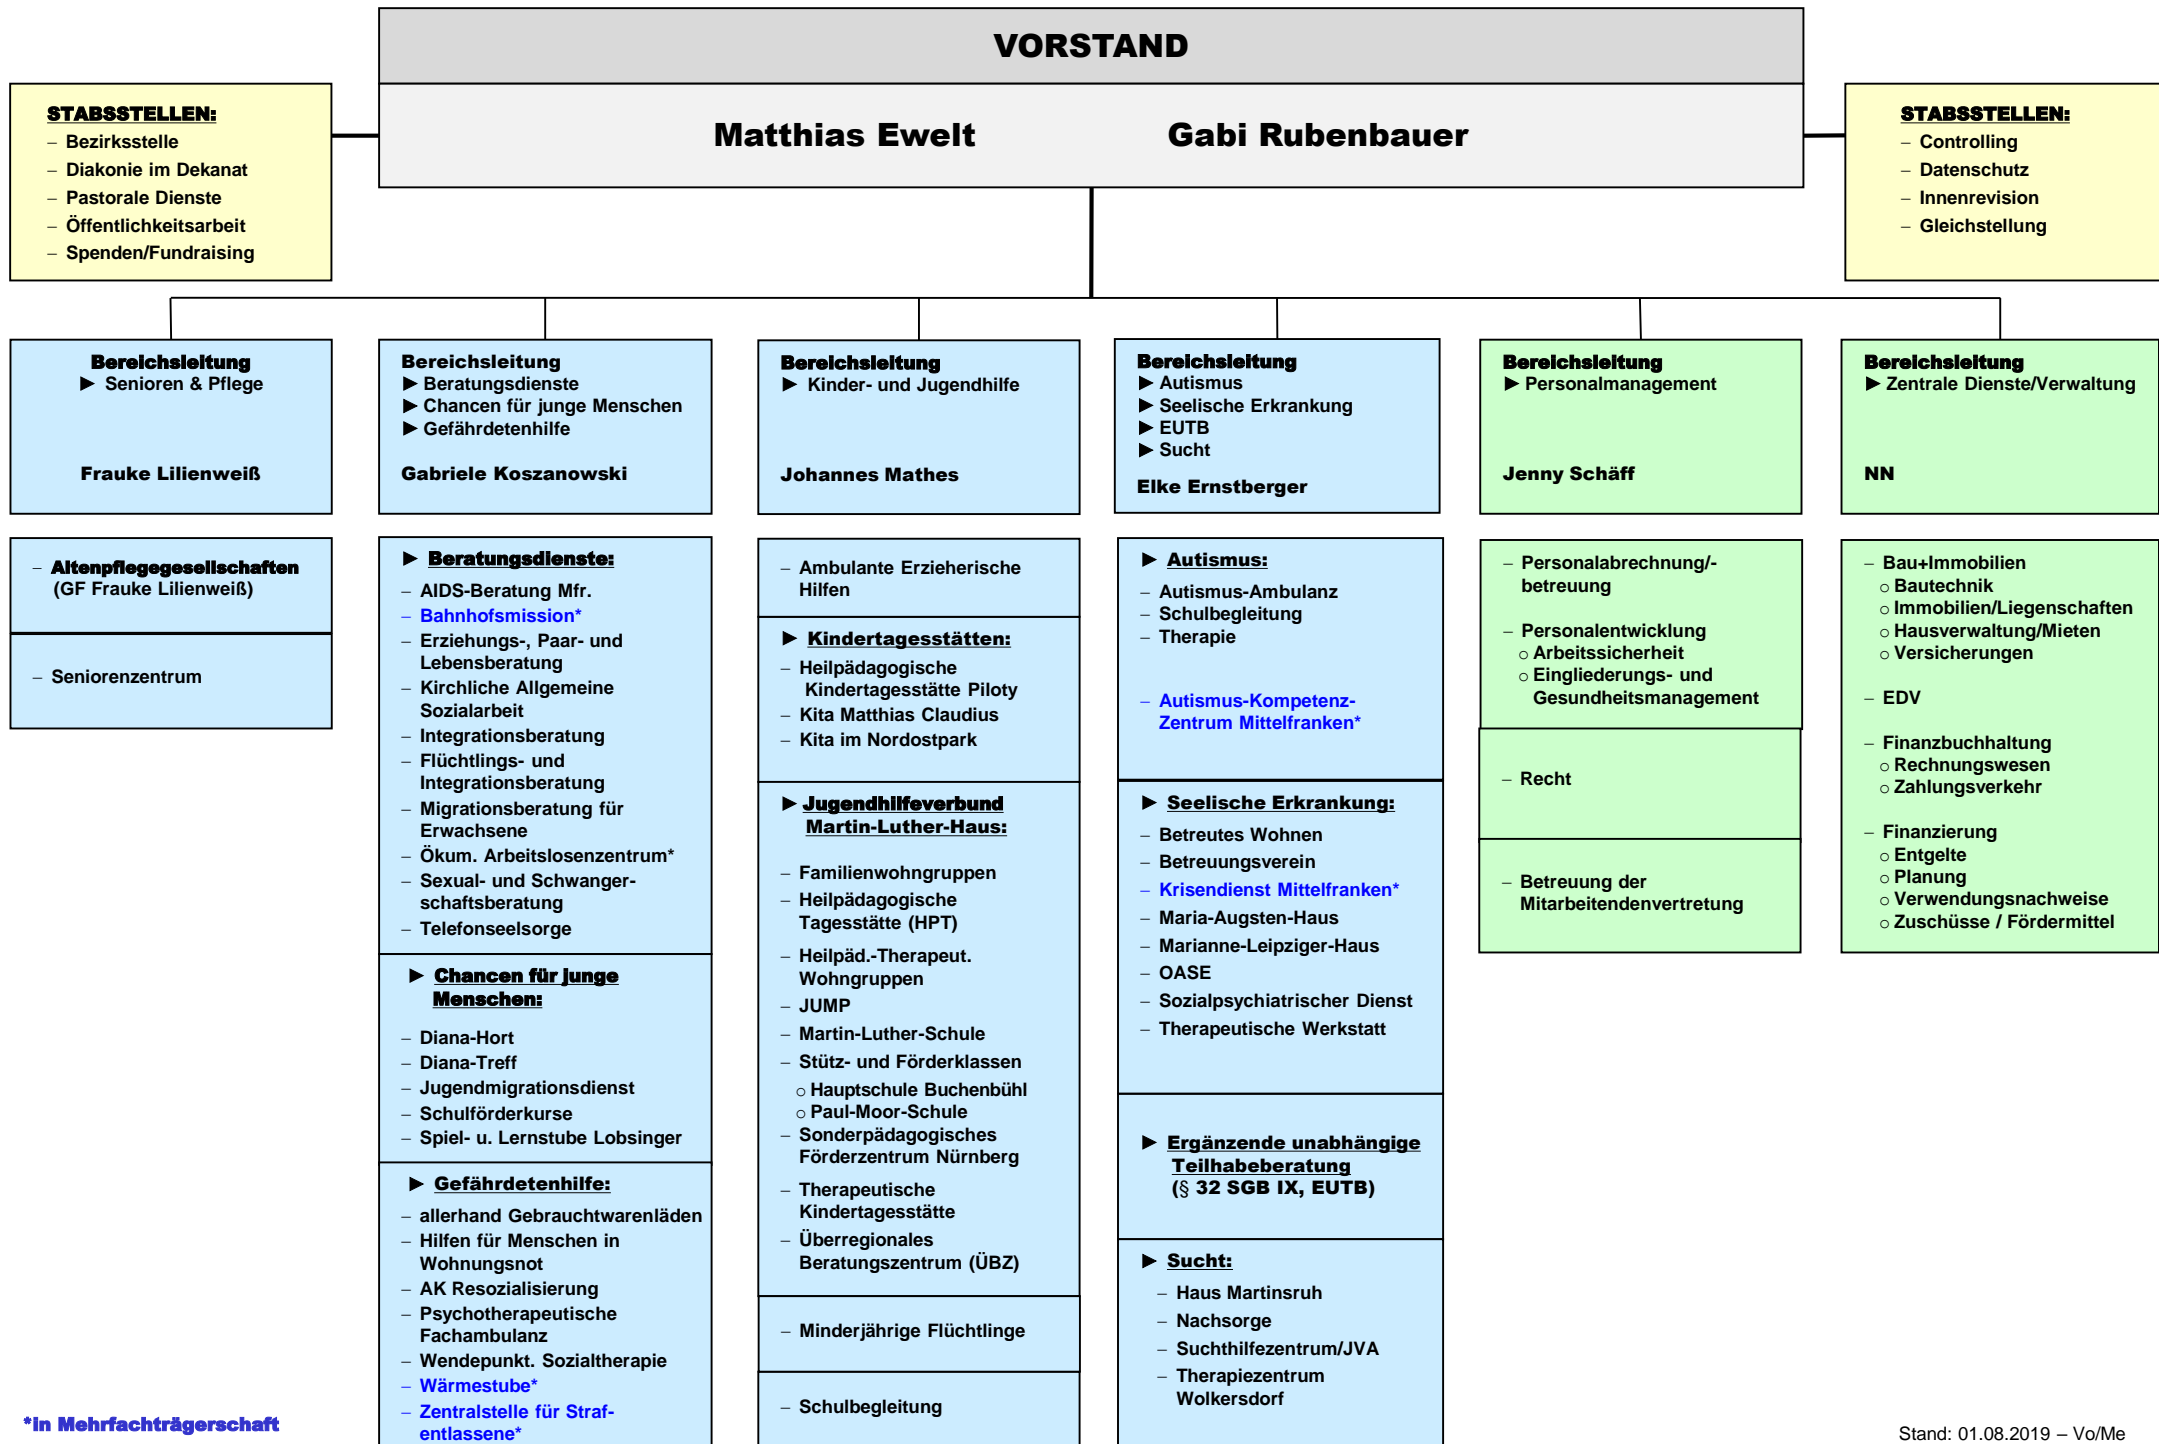 VORSTAND
Matthias Ewelt Gabi Rubenbauer
STABSSTELLEN:
– Bezirksstelle
– Diakonie im Dekanat
– Pastorale Dienste
– Öffentlichkeitsarbeit
– Spenden/Fundraising
STABSSTELLEN:
– Controlling
– Datenschutz
– Innenrevision
– Gleichstellung
Bereichsleitung
► Senioren & Pflege
Frauke Lilienweiß
Bereichsleitung
► Beratungsdienste
► Chancen für junge Menschen
► Gefährdetenhilfe
Gabriele Koszanowski
Bereichsleitung
► Kinder- und Jugendhilfe
Johannes Mathes
Bereichsleitung
► Autismus
► Seelische Erkrankung
► EUTB
► Sucht
Elke Ernstberger
Bereichsleitung
► Personalmanagement
Jenny Schäff
Bereichsleitung
► Zentrale Dienste/Verwaltung
NN
– Altenpflegegesellschaften
(GF Frauke Lilienweiß)
– Seniorenzentrum
► Beratungsdienste:
– AIDS-Beratung Mfr.
– Bahnhofsmission*
– Erziehungs-, Paar- und
Lebensberatung
– Kirchliche Allgemeine
Sozialarbeit
– Integrationsberatung
– Flüchtlings- und
Integrationsberatung
– Migrationsberatung für
Erwachsene
– Ökum. Arbeitslosenzentrum*
– Sexual- und Schwanger-
schaftsberatung
– Telefonseelsorge
► Chancen für junge
Menschen:
– Diana-Hort
– Diana-Treff
– Jugendmigrationsdienst
– Schulförderkurse
– Spiel- u. Lernstube Lobsinger
► Gefährdetenhilfe:
– allerhand Gebrauchtwarenläden
– Hilfen für Menschen in
Wohnungsnot
– AK Resozialisierung
– Psychotherapeutische
Fachambulanz
– Wendepunkt. Sozialtherapie
– Wärmestube*
– Zentralstelle für Straf-
entlassene*
– Ambulante Erzieherische
Hilfen
► Kindertagesstätten:
– Heilpädagogische
Kindertagesstätte Piloty
– Kita Matthias Claudius
– Kita im Nordostpark
► Jugendhilfeverbund
Martin-Luther-Haus:
– Familienwohngruppen
– Heilpädagogische
Tagesstätte (HPT)
– Heilpäd.-Therapeut.
Wohngruppen
– JUMP
– Martin-Luther-Schule
– Stütz- und Förderklassen
o Hauptschule Buchenbühl
o Paul-Moor-Schule
– Sonderpädagogisches
Förderzentrum Nürnberg
– Therapeutische
Kindertagesstätte
– Überregionales
Beratungszentrum (ÜBZ)
– Minderjährige Flüchtlinge
– Schulbegleitung
► Autismus:
– Autismus-Ambulanz
– Schulbegleitung
– Therapie
– Autismus-Kompetenz-
Zentrum Mittelfranken*
► Seelische Erkrankung:
– Betreutes Wohnen
– Betreuungsverein
– Krisendienst Mittelfranken*
– Maria-Augsten-Haus
– Marianne-Leipziger-Haus
– OASE
– Sozialpsychiatrischer Dienst
– Therapeutische Werkstatt
► Ergänzende unabhängige
Teilhabeberatung
(§ 32 SGB IX, EUTB)
► Sucht:
– Haus Martinsruh
– Nachsorge
– Suchthilfezentrum/JVA
– Therapiezentrum
Wolkersdorf
– Personalabrechnung/-
betreuung
– Personalentwicklung
o Arbeitssicherheit
o Eingliederungs- und
Gesundheitsmanagement
– Recht
– Betreuung der
Mitarbeitendenvertretung
– Bau+Immobilien
o Bautechnik
o Immobilien/Liegenschaften
o Hausverwaltung/Mieten
o Versicherungen
– EDV
– Finanzbuchhaltung
o Rechnungswesen
o Zahlungsverkehr
– Finanzierung
o Entgelte
o Planung
o Verwendungsnachweise
o Zuschüsse / Fördermittel
*in Mehrfachträgerschaft
Stand: 01.08.2019 – Vo/Me